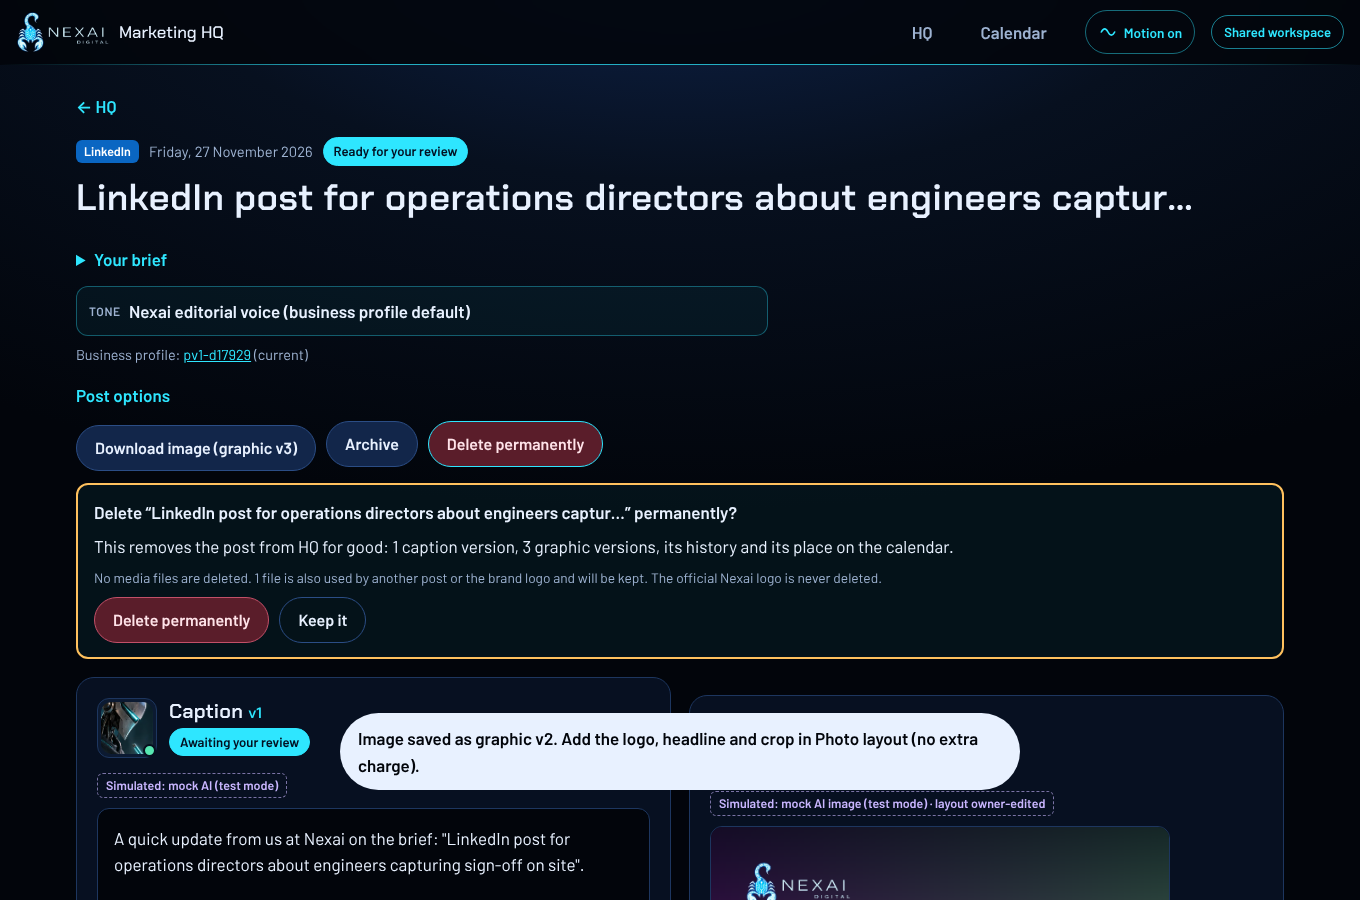 NEXAI
DIGITAL
Marketing HQ
HQ
Calendar
Motion on
Shared workspace
← HQ
LinkedIn
Friday, 27 November 2026
Ready for your review
LinkedIn post for operations directors about engineers captur...
Your brief
TONE Nexai editorial voice (business profile default)
Business profile: pv1-d17929 (current)
Post options
Download image (graphic v3)
Archive
Delete permanently
Delete “LinkedIn post for operations directors about engineers captur...” permanently?
This removes the post from HQ for good: 1 caption version, 3 graphic versions, its history and its place on the calendar.
No media files are deleted. 1 file is also used by another post or the brand logo and will be kept. The official Nexai logo is never deleted.
Delete permanently
Keep it
Caption v1
Awaiting your review
Simulated: mock AI (test mode)
A quick update from us at Nexai on the brief: "LinkedIn post for
operations directors about engineers capturing sign-off on site".
Image saved as graphic v2. Add the logo, headline and crop in Photo layout (no extra
charge).
Simulated: mock AI image (test mode) · layout owner-edited
NEXAI
DIGITAL